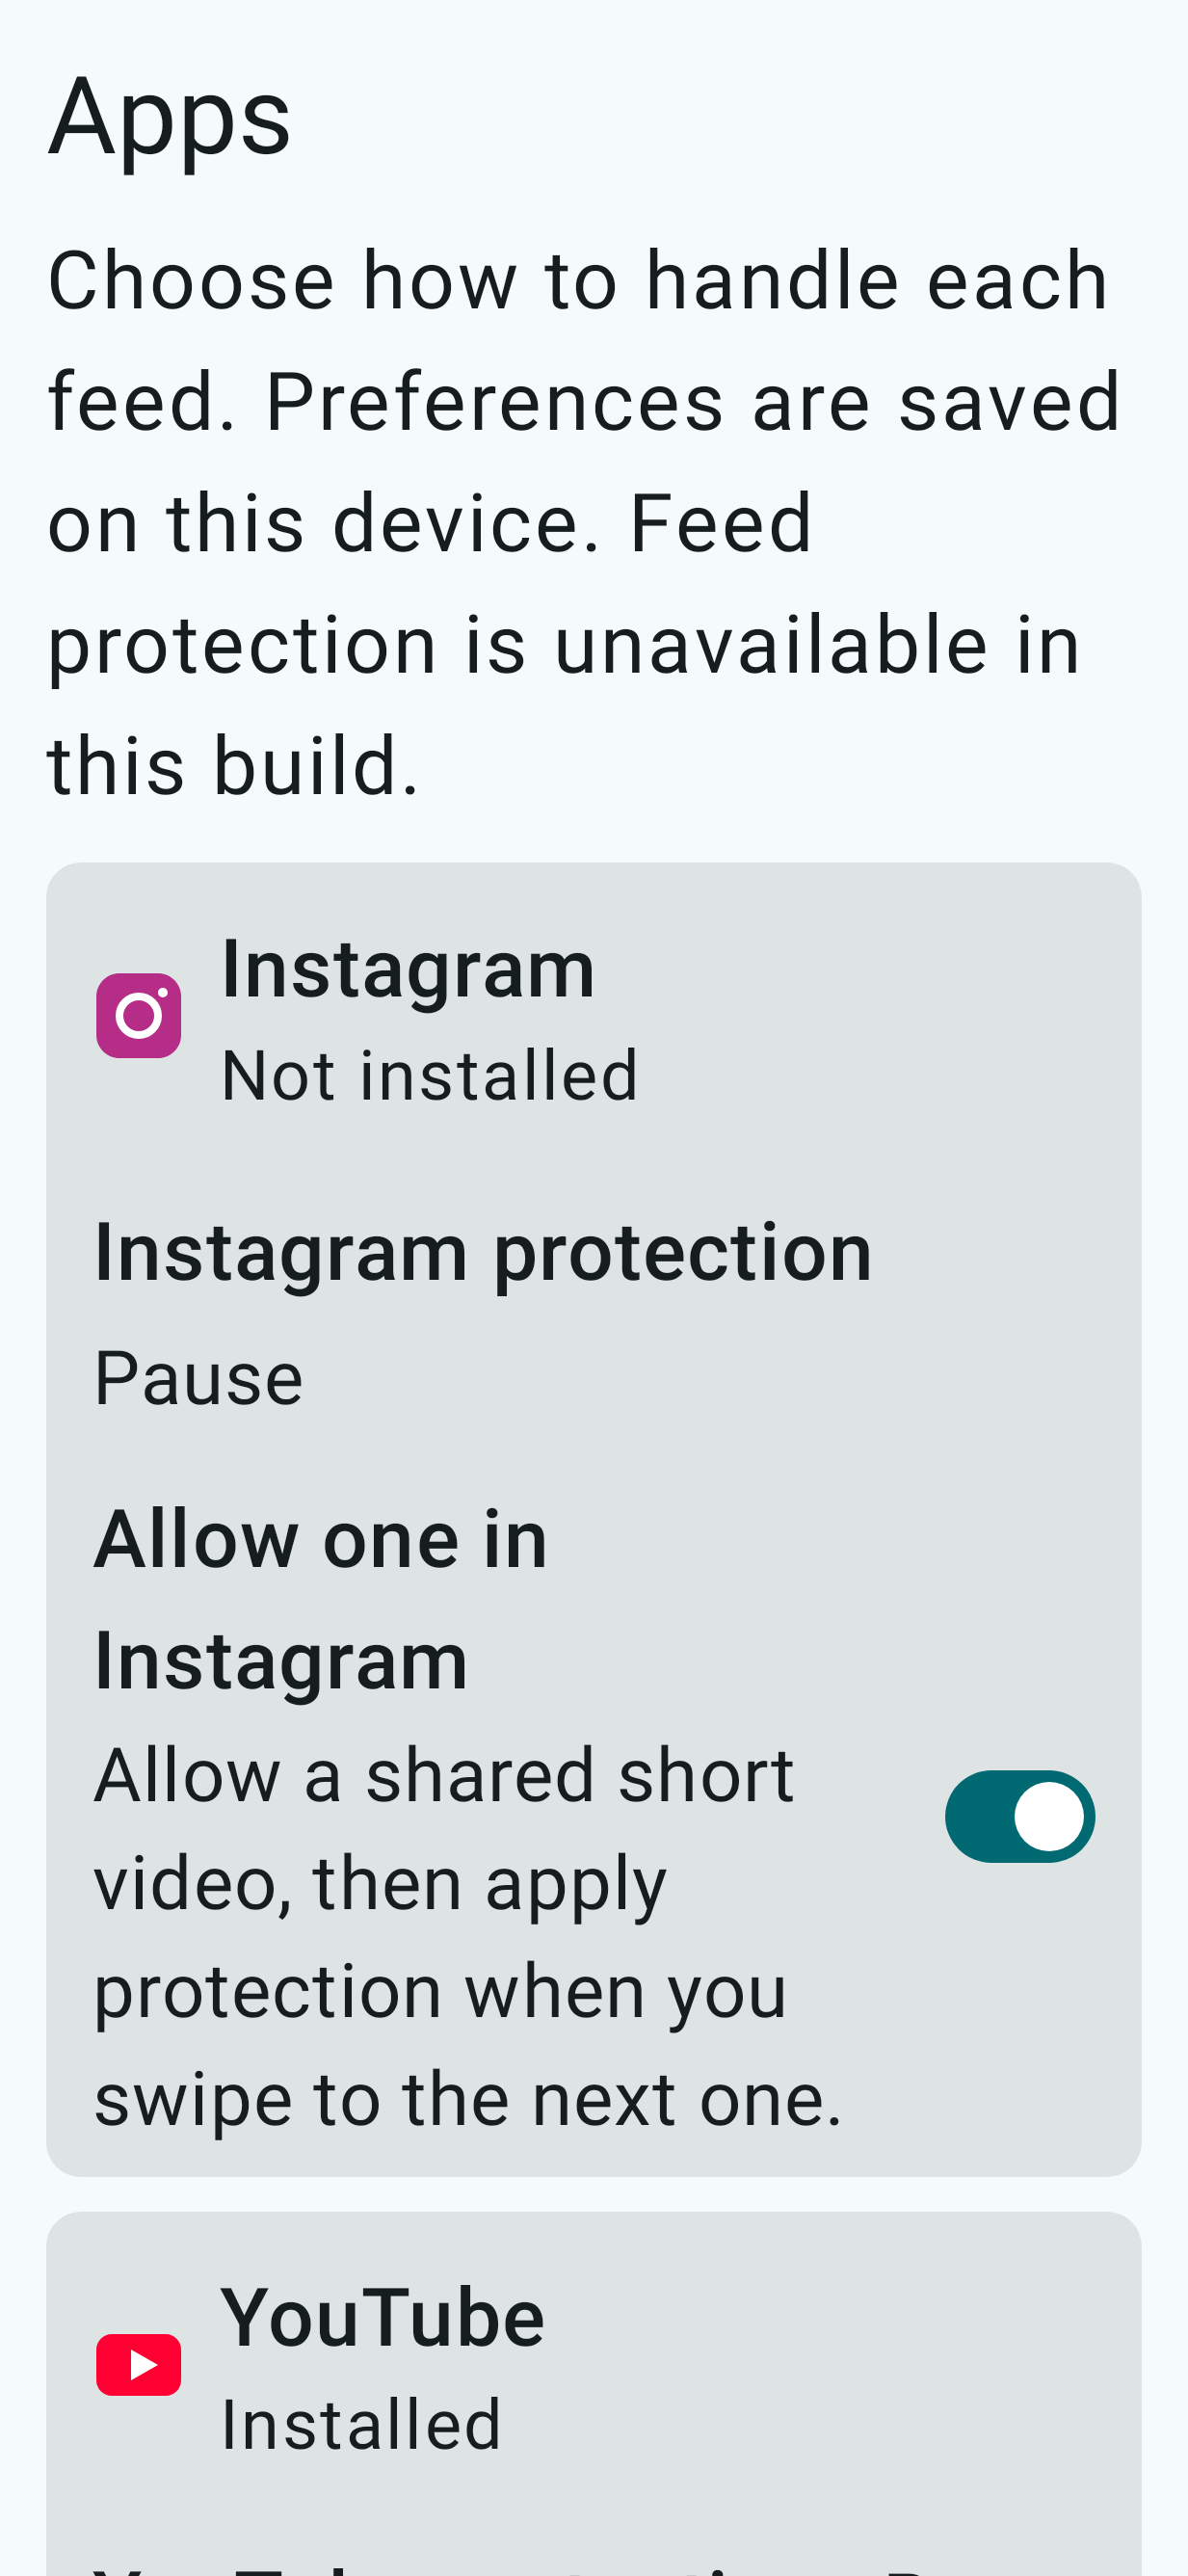 Apps
Choose how to handle each
feed. Preferences are saved
on this device. Feed
protection is unavailable in
this build.
Instagram
Not installed
Instagram protection
Pause
Allow one in
Instagram
Allow a shared short
video, then apply
protection when you
swipe to the next one.
YouTube
Installed